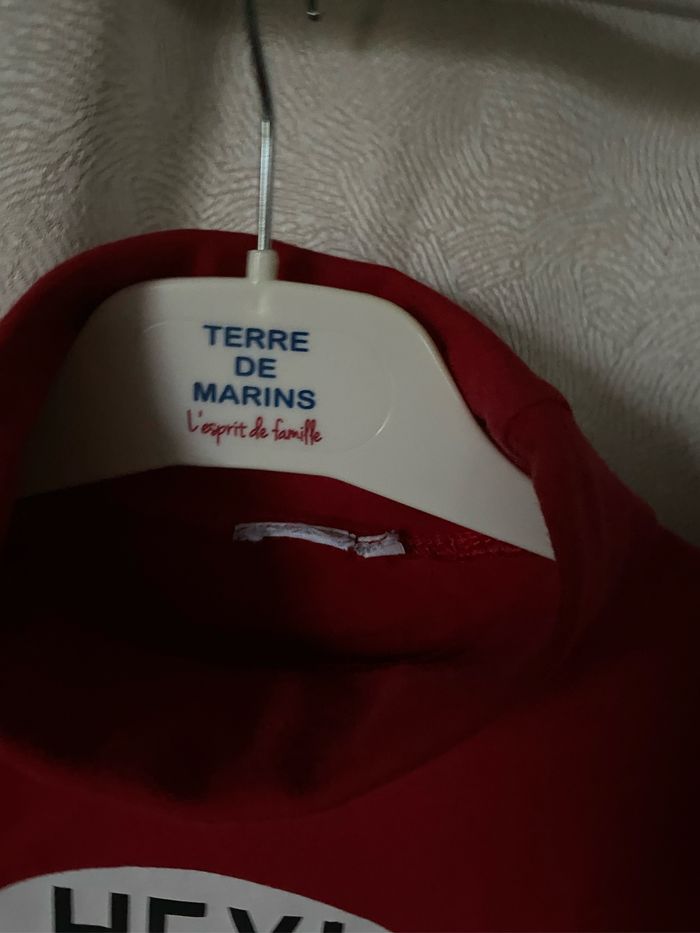 TERRE
DE
MARINS
L'esprit de famille